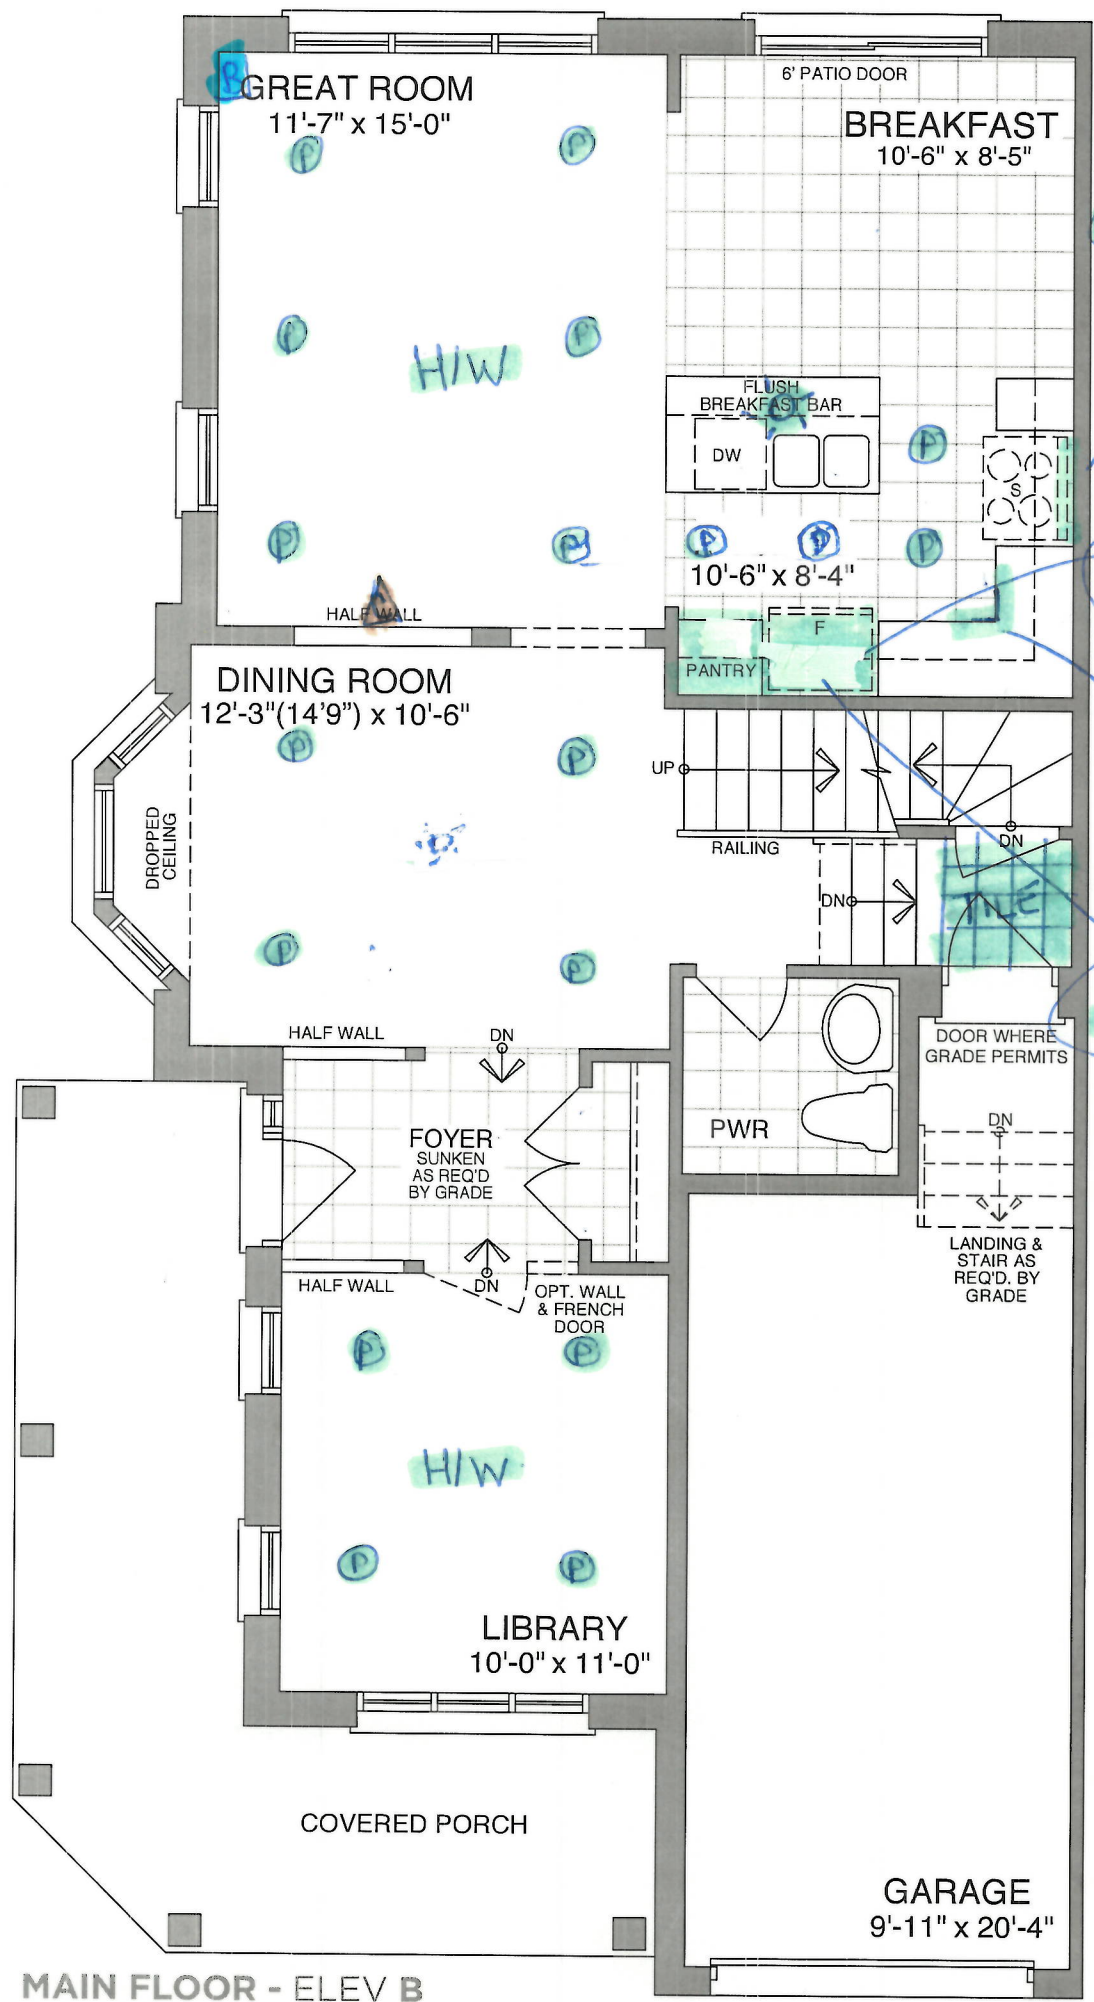 6' PATIO DOOR
B
GREAT ROOM
11'-7" x 15'-0"
BREAKFAST
10'-6" x 8'-5"
P
P
P
P
H/W
FLUSH
BREAKFAST BAR
DW
P
S
P
P
P
P
P
10'-6" x 8'-4"
HALF WALL
F
PANTRY
DINING ROOM
12'-3"(14'9") x 10'-6"
P
P
UP
DROPPED
CEILING
RAILING
DN
DN
TILE
P
P
HALF WALL
DN
DOOR WHERE
GRADE PERMITS
FOYER
SUNKEN
AS REQ'D
BY GRADE
PWR
DN
HALF WALL
DN
OPT. WALL
& FRENCH
DOOR
LANDING &
STAIR AS
REQ'D. BY
GRADE
P
P
H/W
P
P
LIBRARY
10'-0" x 11'-0"
COVERED PORCH
GARAGE
9'-11" x 20'-4"
MAIN FLOOR - ELEV B